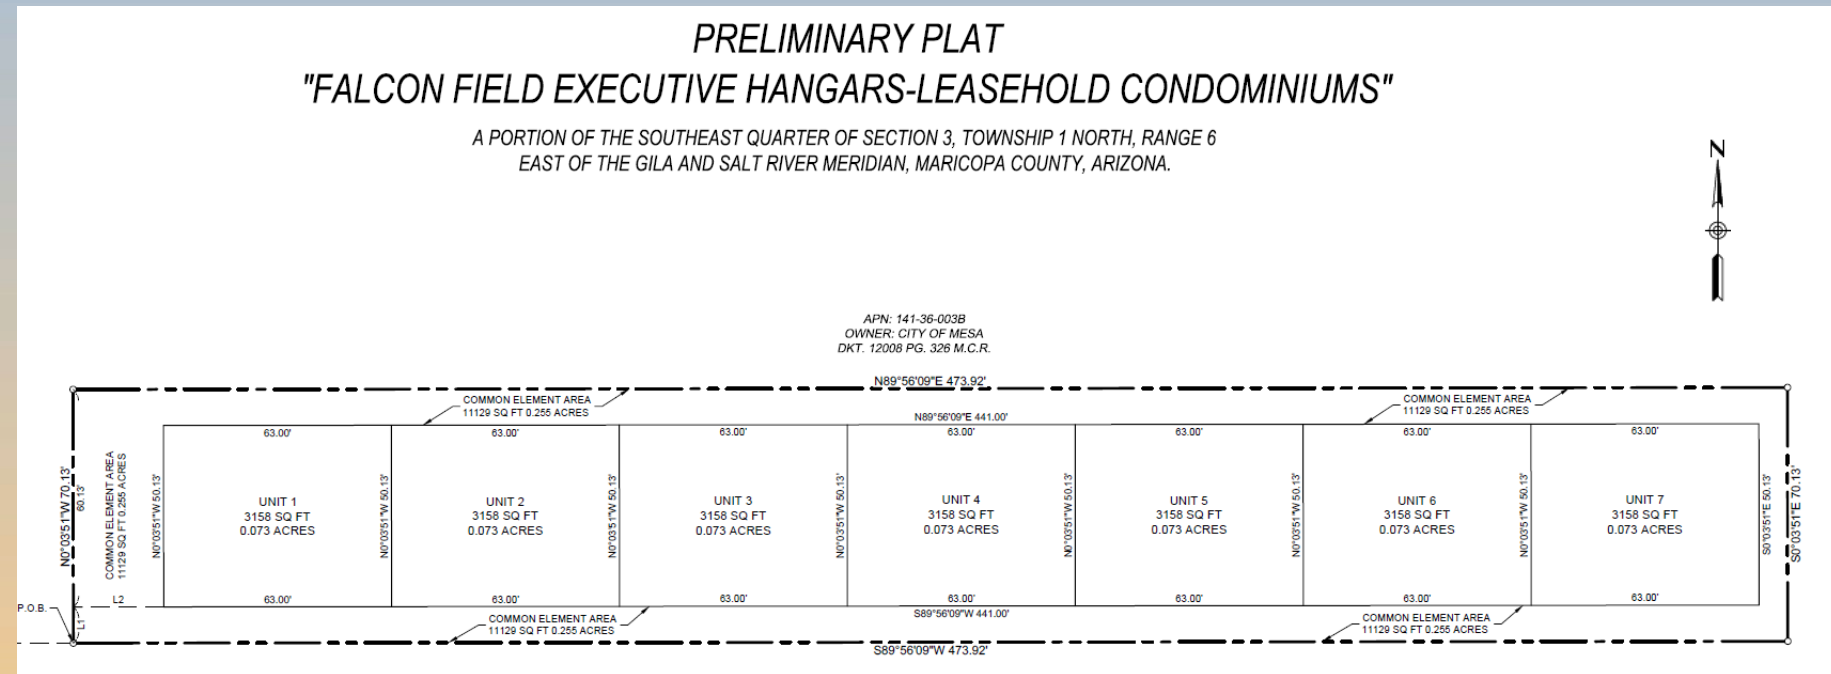 PRELIMINARY PLAT
"FALCON FIELD EXECUTIVE HANGARS-LEASEHOLD CONDOMINIUMS"
A PORTION OF THE SOUTHEAST QUARTER OF SECTION 3, TOWNSHIP 1 NORTH, RANGE 6
EAST OF THE GILA AND SALT RIVER MERIDIAN, MARICOPA COUNTY, ARIZONA.
N
APN: 141-36-003B
OWNER: CITY OF MESA
DKT. 12008 PG. 326 M.C.R.
N89°56'09"E 473.92'
COMMON ELEMENT AREA
11129 SQ FT 0.255 ACRES
COMMON ELEMENT AREA
11129 SQ FT 0.255 ACRES
N89°56'09"E 441.00'
63.00'
63.00'
63.00'
63.00'
63.00'
63.00'
63.00'
N0°03'51"W 70.13'
60.13'
COMMON ELEMENT AREA
11129 SQ FT 0.255 ACRES
N0°03'51"W 50.13'
UNIT 1
3158 SQ FT
0.073 ACRES
N0°03'51"W 50.13'
UNIT 2
3158 SQ FT
0.073 ACRES
N0°03'51"W 50.13'
UNIT 3
3158 SQ FT
0.073 ACRES
N0°03'51"W 50.13'
UNIT 4
3158 SQ FT
0.073 ACRES
N0°03'51"W 50.13'
UNIT 5
3158 SQ FT
0.073 ACRES
N0°03'51"W 50.13'
UNIT 6
3158 SQ FT
0.073 ACRES
N0°03'51"W 50.13'
UNIT 7
3158 SQ FT
0.073 ACRES
S0°03'51"E 50.13'
S0°03'51"E 70.13'
L2
63.00'
63.00'
63.00'
63.00'
63.00'
63.00'
63.00'
P.O.B.
L1
S89°56'09"W 441.00'
COMMON ELEMENT AREA
11129 SQ FT 0.255 ACRES
COMMON ELEMENT AREA
11129 SQ FT 0.255 ACRES
S89°56'09"W 473.92'